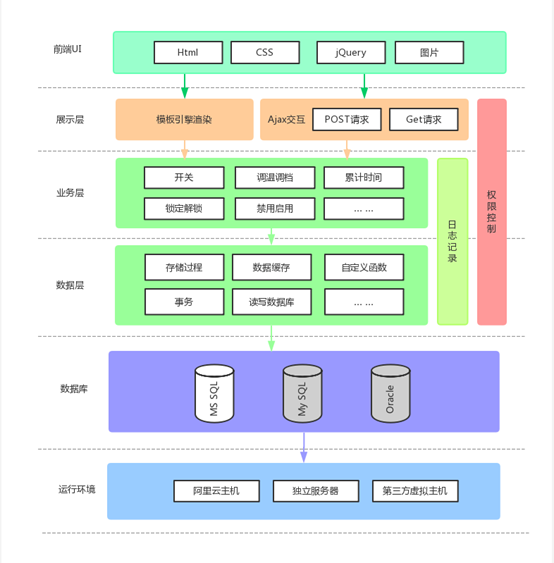 前端UI
Html
CSS
jQuery
图片
展示层
模板引擎渲染
Ajax交互
POST请求
Get请求
业务层
开关
调温调档
累计时间
锁定解锁
禁用启用
... ...
日志记录
权限控制
数据层
存储过程
数据缓存
自定义函数
事务
读写数据库
... ...
数据库
MS SQL
My SQL
Oracle
运行环境
阿里云主机
独立服务器
第三方虚拟主机